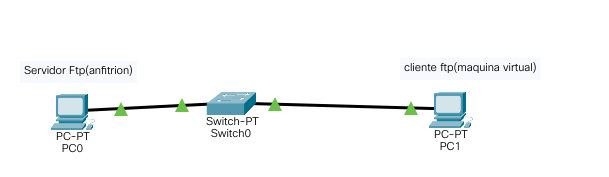 Servidor Ftp(anfitrion)
cliente ftp(maquina virtual)
PC-PT
PC0
Switch-PT
Switch0
PC-PT
PC1